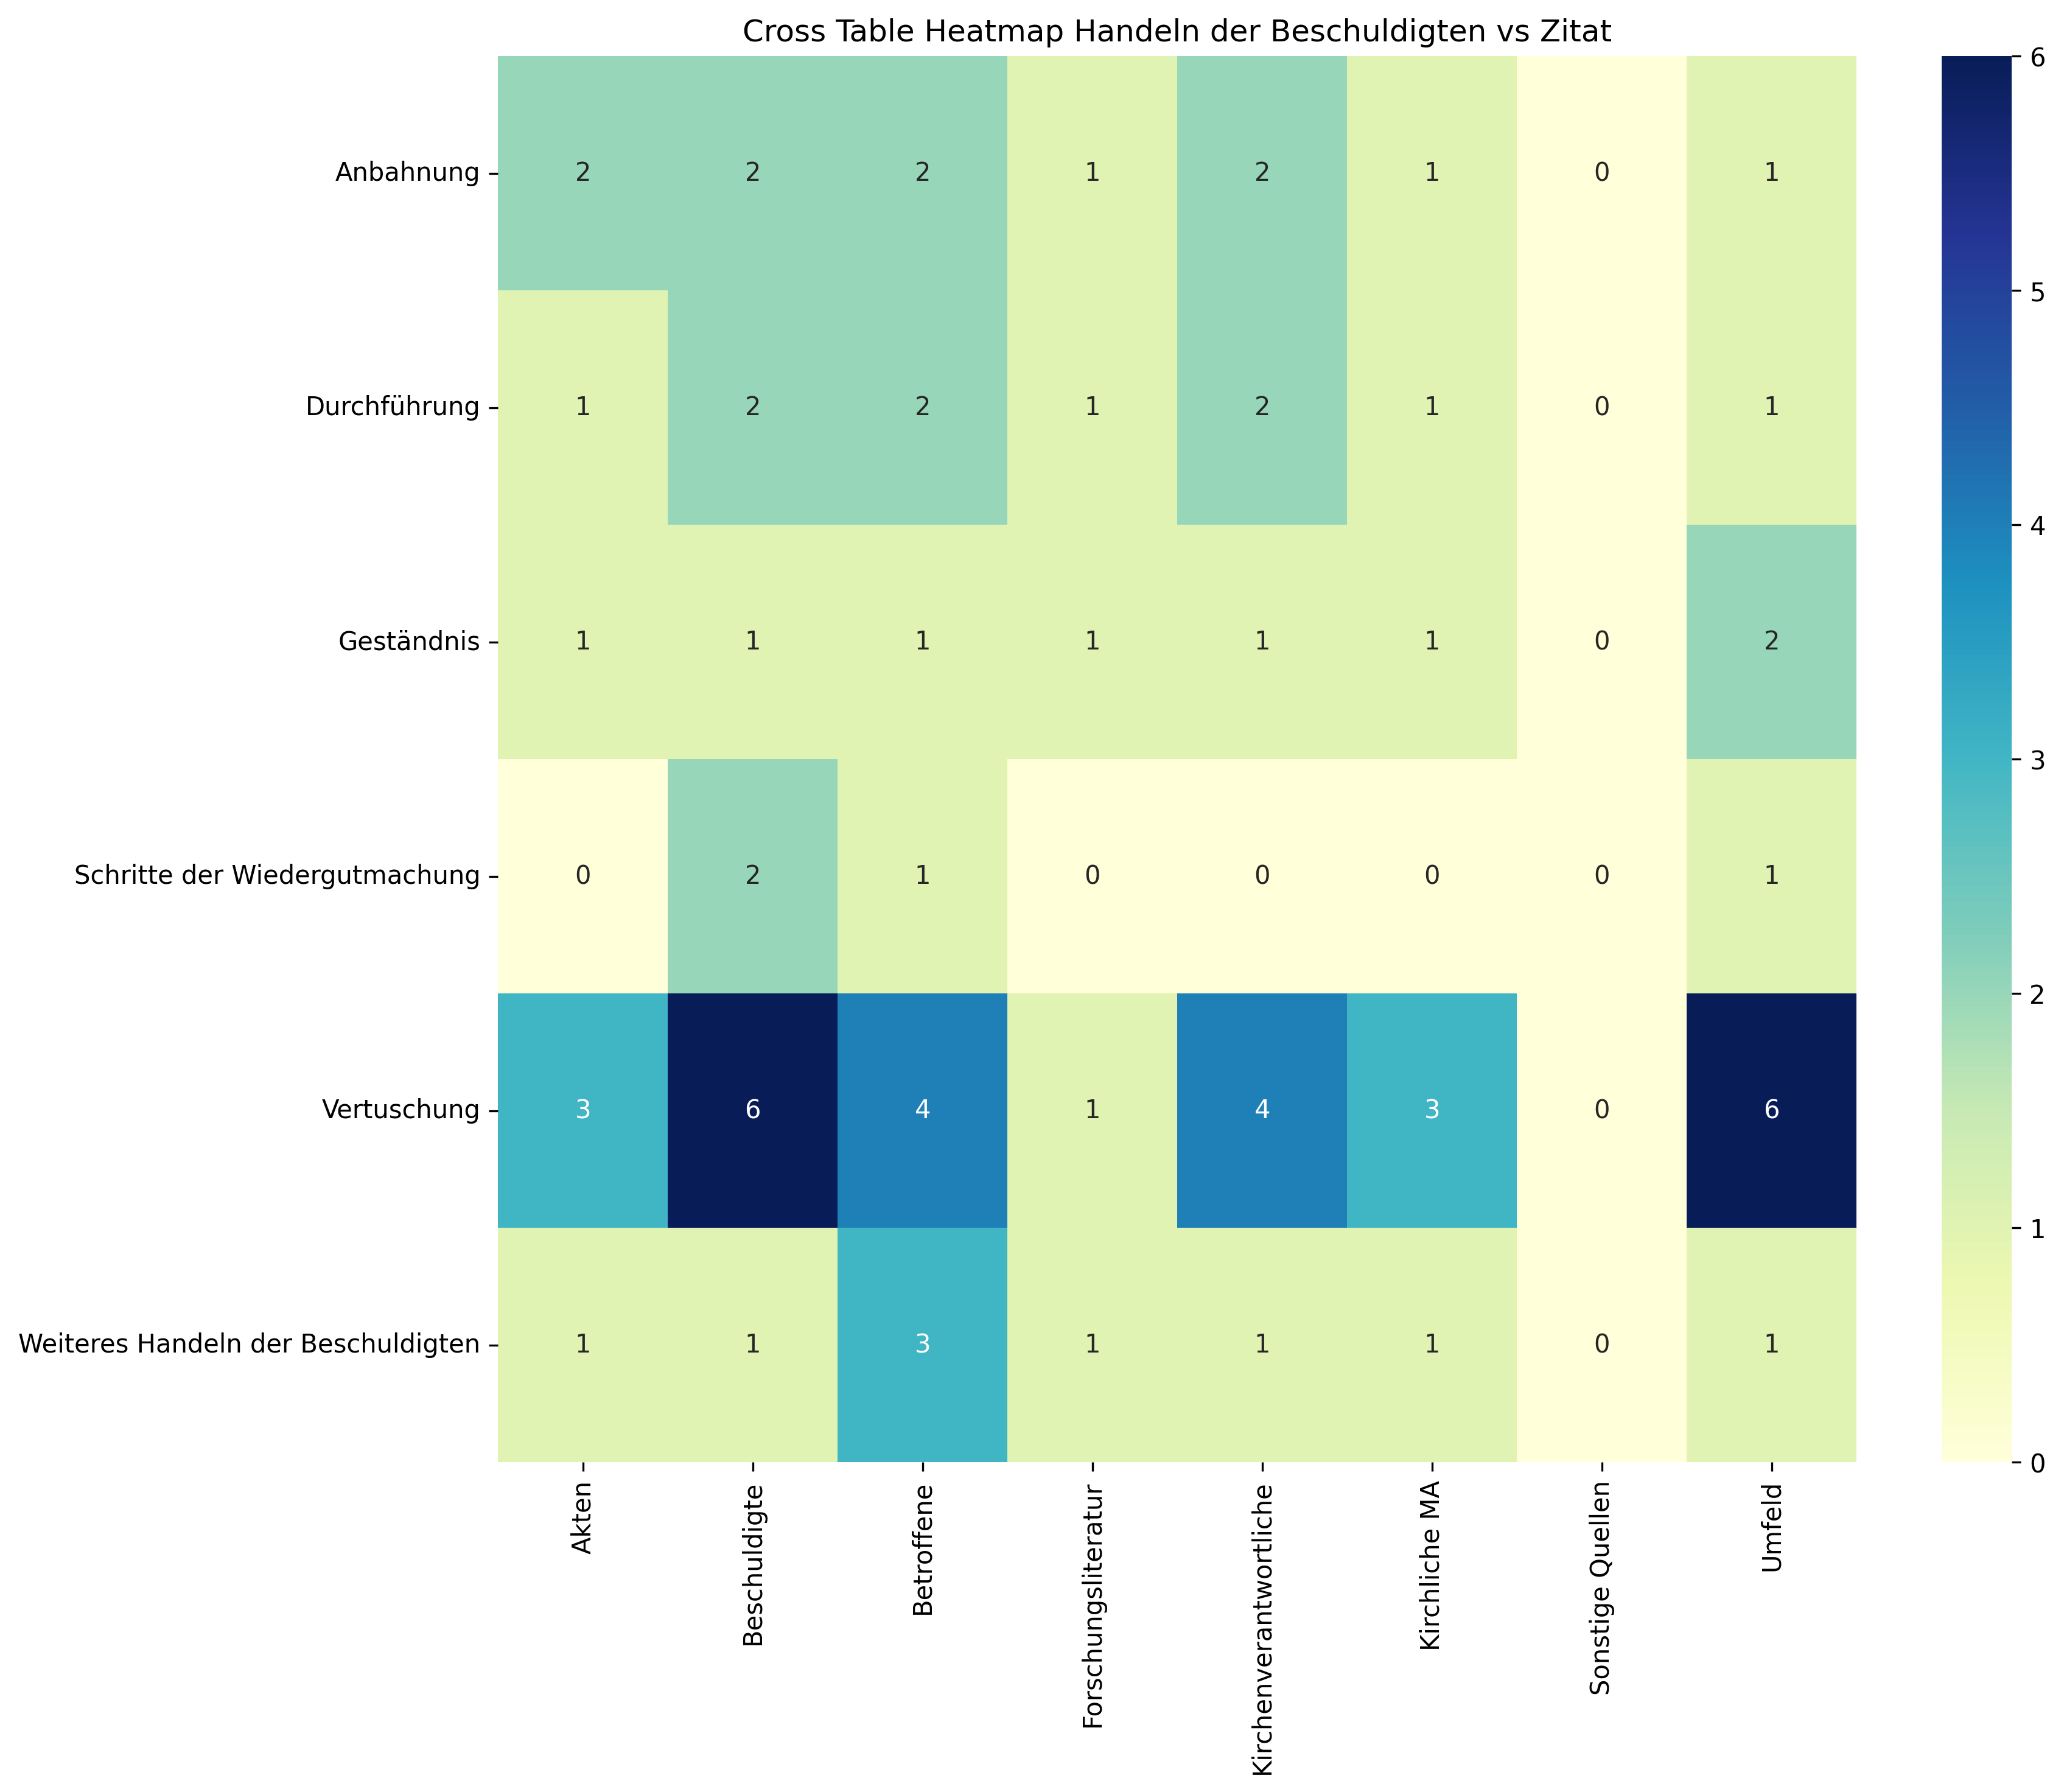 Cross Table Heatmap Handeln der Beschuldigten vs Zitat
Anbahnung 2 2 2 1 2 1 0 1
Durchführung 1 2 2 1 2 1 0 1
Geständnis 1 1 1 1 1 1 0 2
Schritte der Wiedergutmachung 0 2 1 0 0 0 0 1
Vertuschung 3 6 4 1 4 3 0 6
Weiteres Handeln der Beschuldigten 1 1 3 1 1 1 0 1
Akten
Beschuldigte
Betroffene
Forschungsliteratur
Kirchenverantwortliche
Kirchliche MA
Sonstige Quellen
Umfeld
6
5
4
3
2
1
0